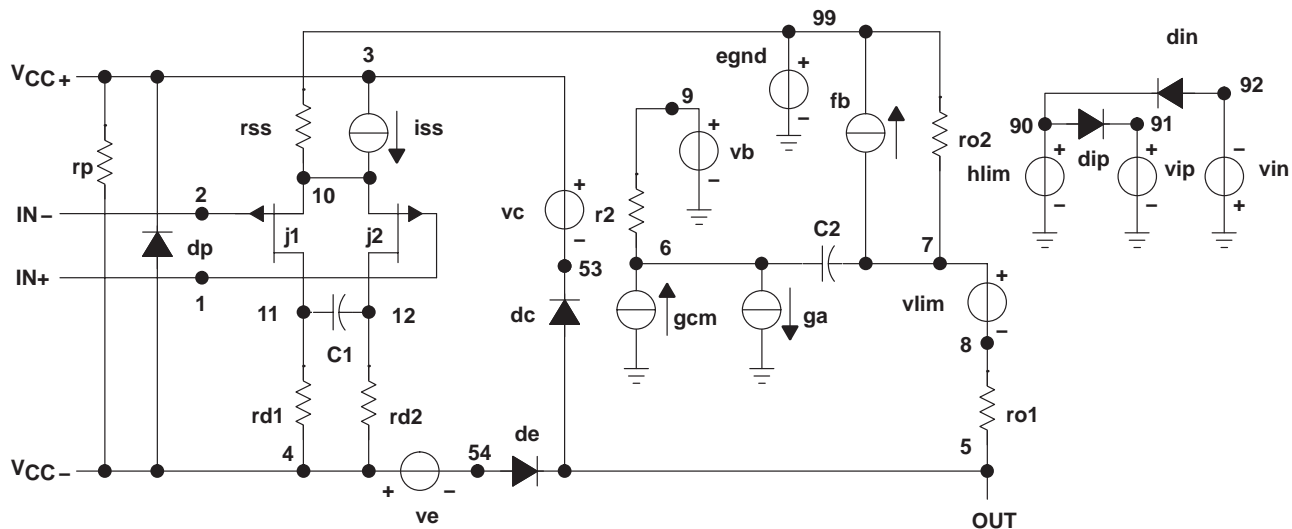 99
3
egnd
din
VCC+
9
92
rss
iss
fb
90
91
rp
vb
ro2
dip
10
hlim
vip
vin
2
IN−
vc
r2
j1
j2
C2
dp
6
7
IN+
53
1
11
12
dc
gcm
ga
vlim
C1
8
rd1
rd2
de
ro1
4
54
5
VCC−
ve
OUT
+
−
+
−
+
−
+
−
+
−
+
−
+
−
−
+
+
−